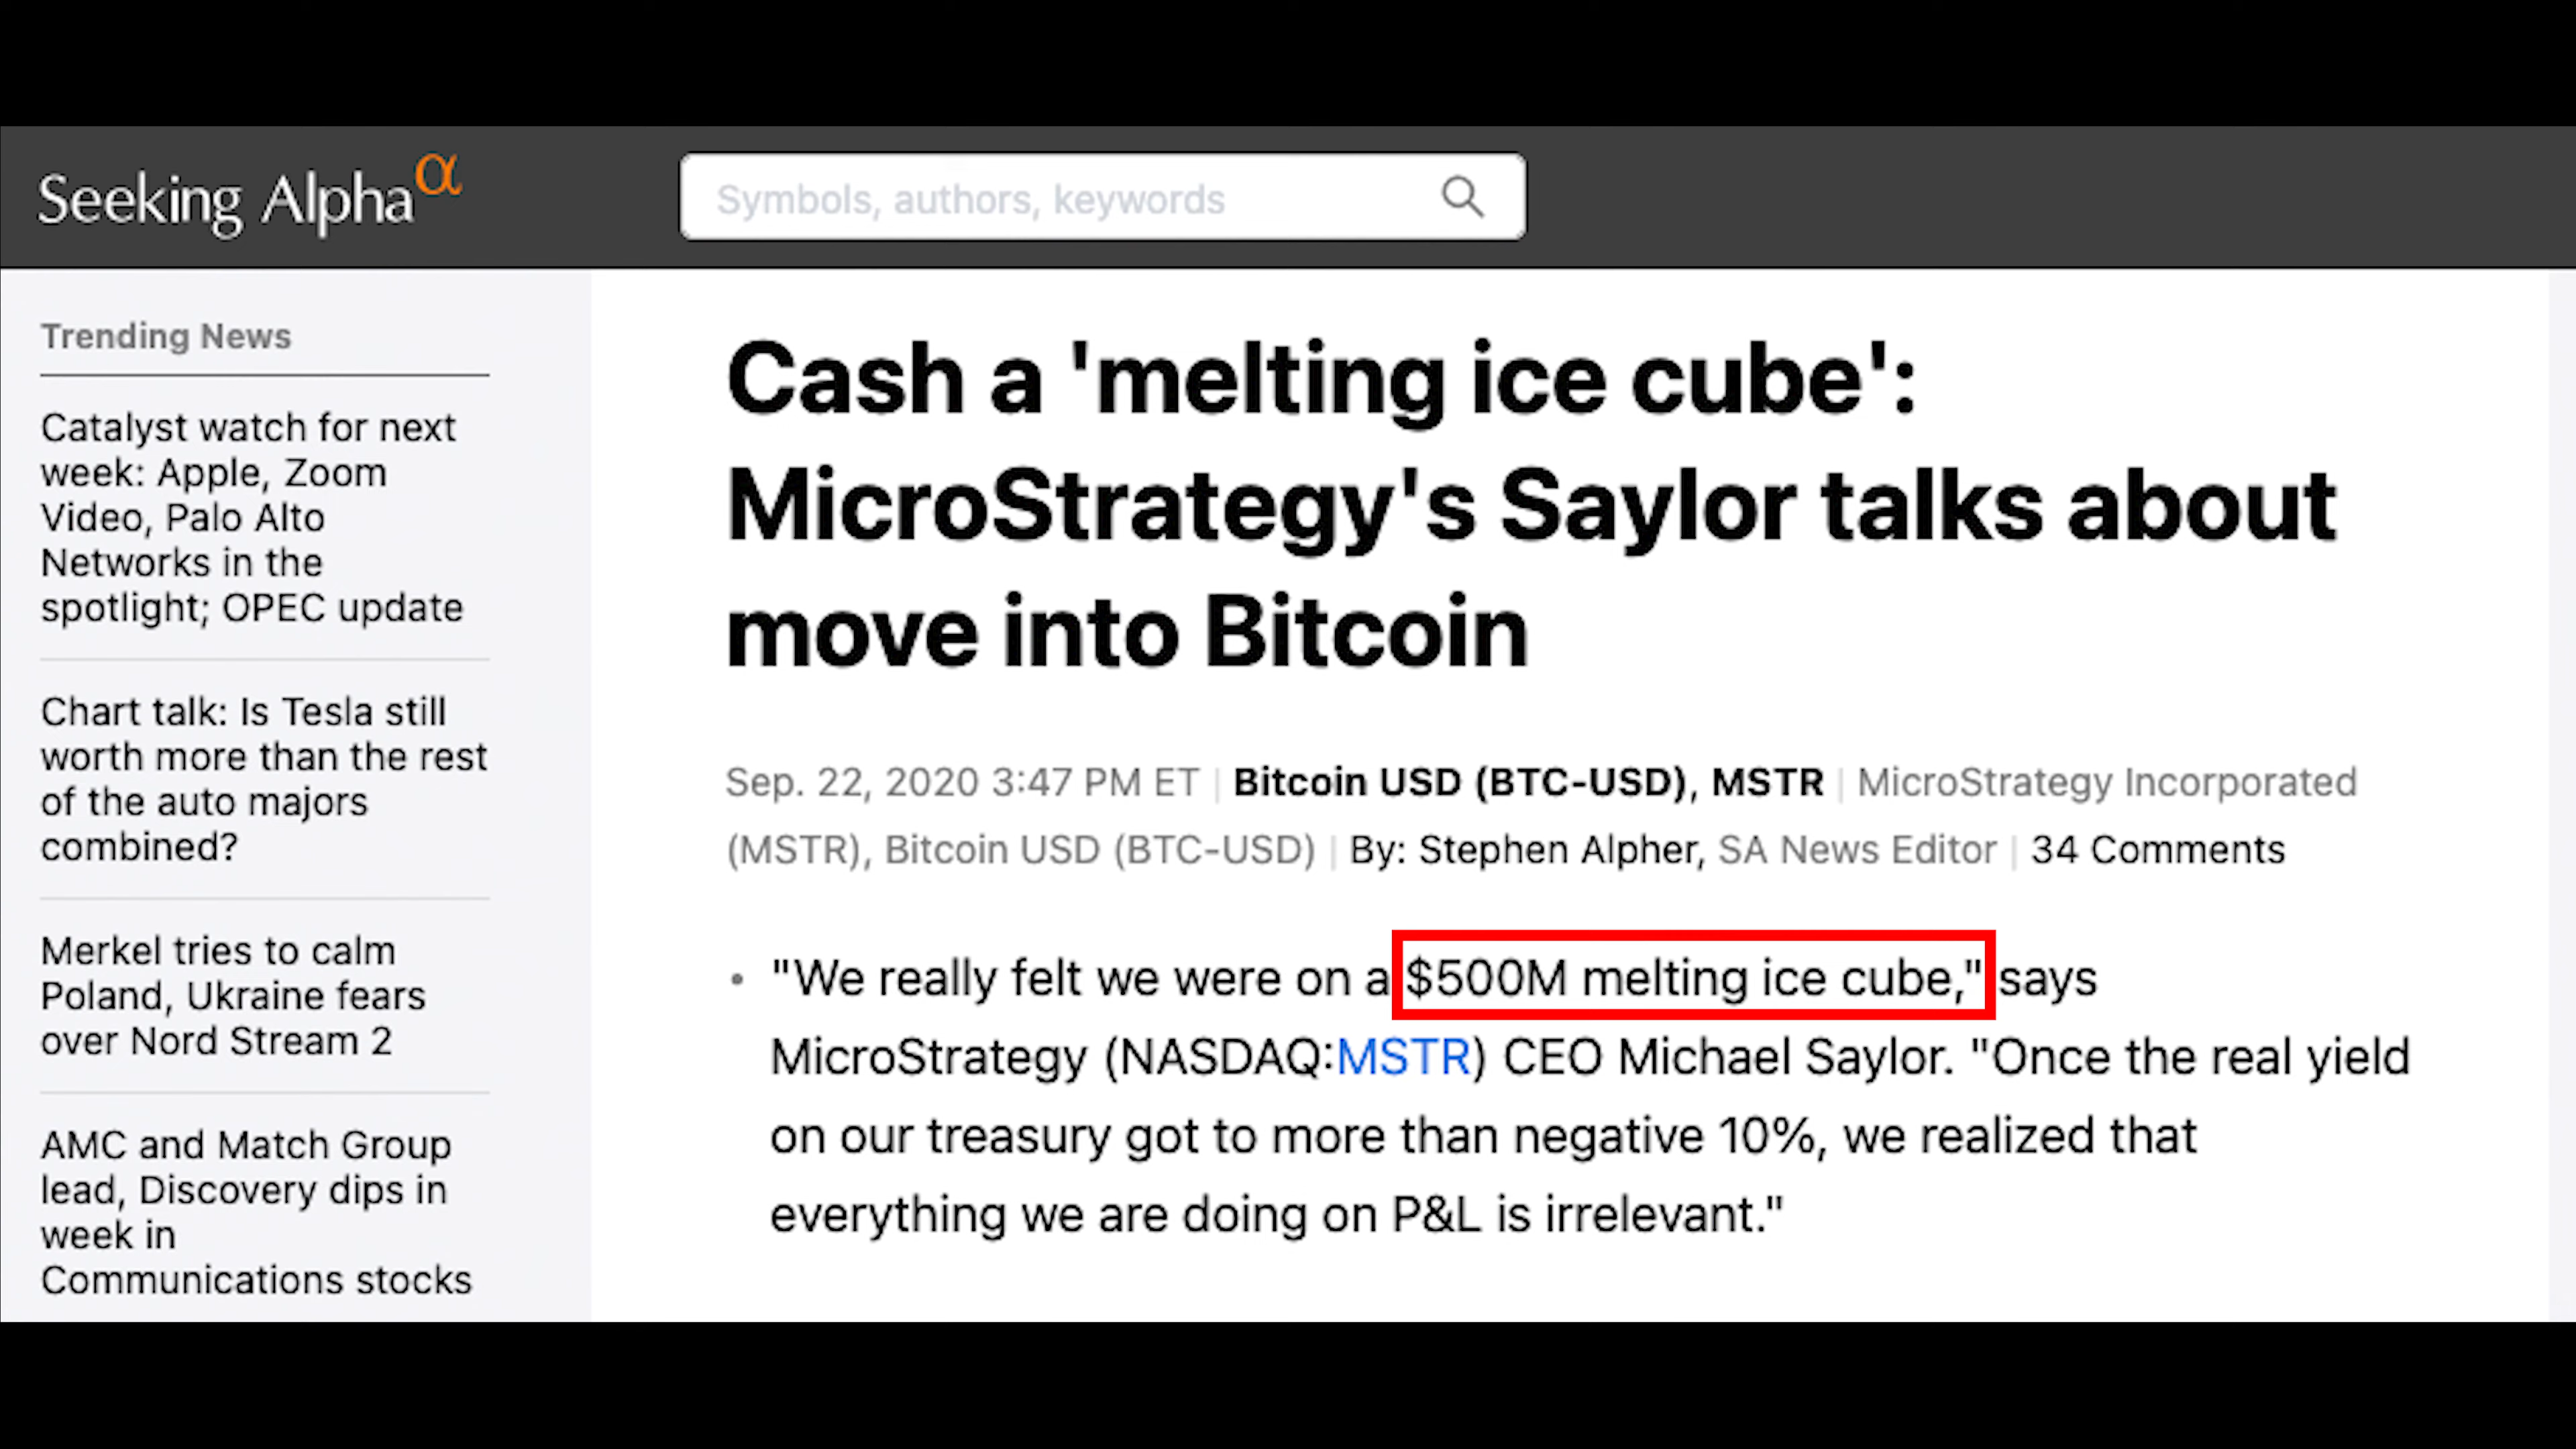 Seeking Alpha α
Symbols, authors, keywords
Trending News
Catalyst watch for next
week: Apple, Zoom
Video, Palo Alto
Networks in the
spotlight; OPEC update
Chart talk: Is Tesla still
worth more than the rest
of the auto majors
combined?
Merkel tries to calm
Poland, Ukraine fears
over Nord Stream 2
AMC and Match Group
lead, Discovery dips in
week in
Communications stocks
Cash a 'melting ice cube':
MicroStrategy's Saylor talks about
move into Bitcoin
Sep. 22, 2020 3:47 PM ET | Bitcoin USD (BTC-USD), MSTR | MicroStrategy Incorporated
(MSTR), Bitcoin USD (BTC-USD) | By: Stephen Alpher, SA News Editor | 34 Comments
• "We really felt we were on a $500M melting ice cube," says
MicroStrategy (NASDAQ:MSTR) CEO Michael Saylor. "Once the real yield
on our treasury got to more than negative 10%, we realized that
everything we are doing on P&L is irrelevant."